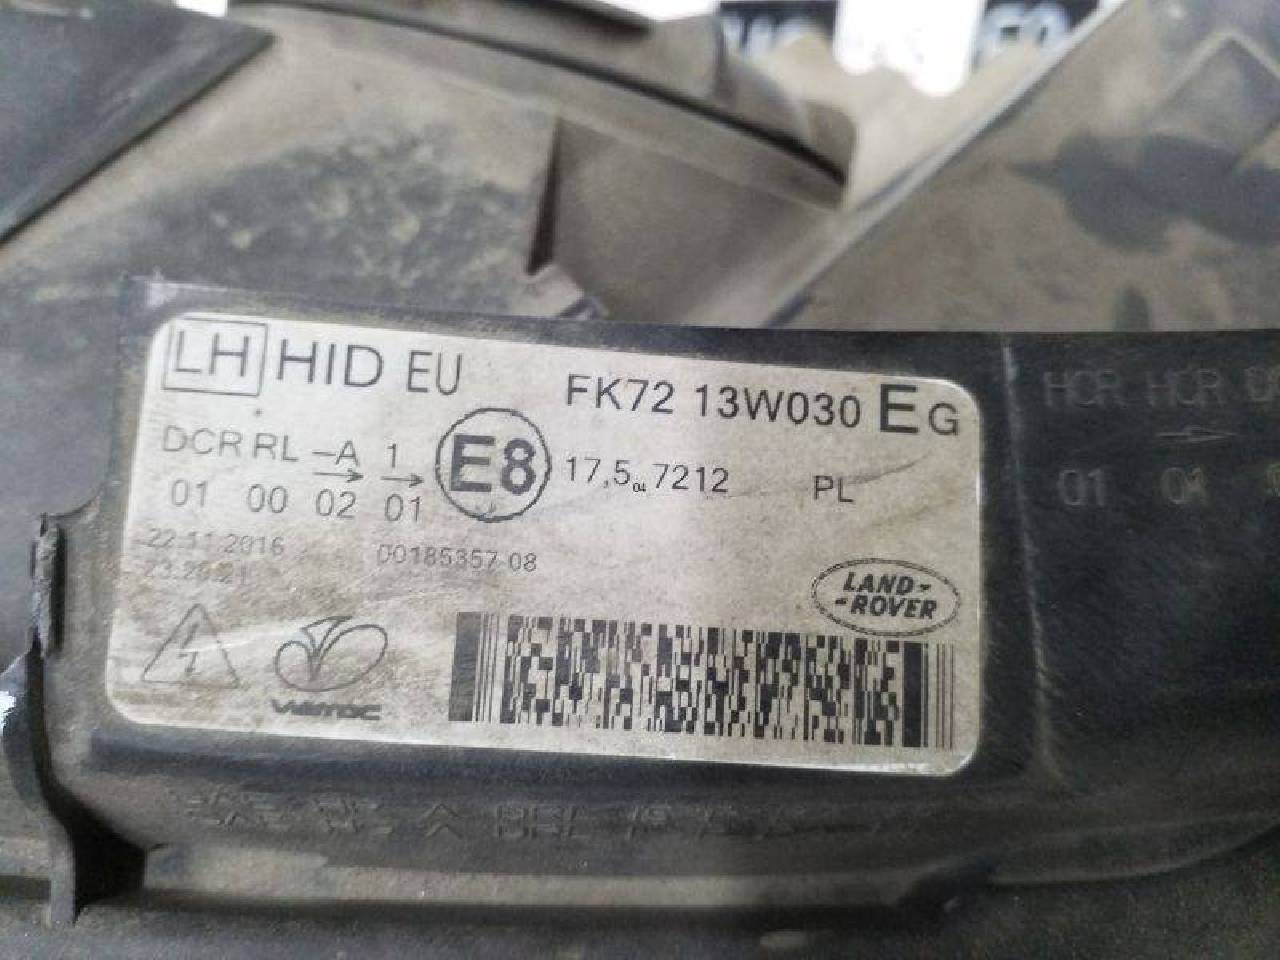 LH HID EU FK72 13W030 EG
DCR RL -A 1 E8 17,5 04 7212 PL
01 00 02 01
22.11.2016 00185357 08
LAND-
-ROVER
HCR HCR
01 01